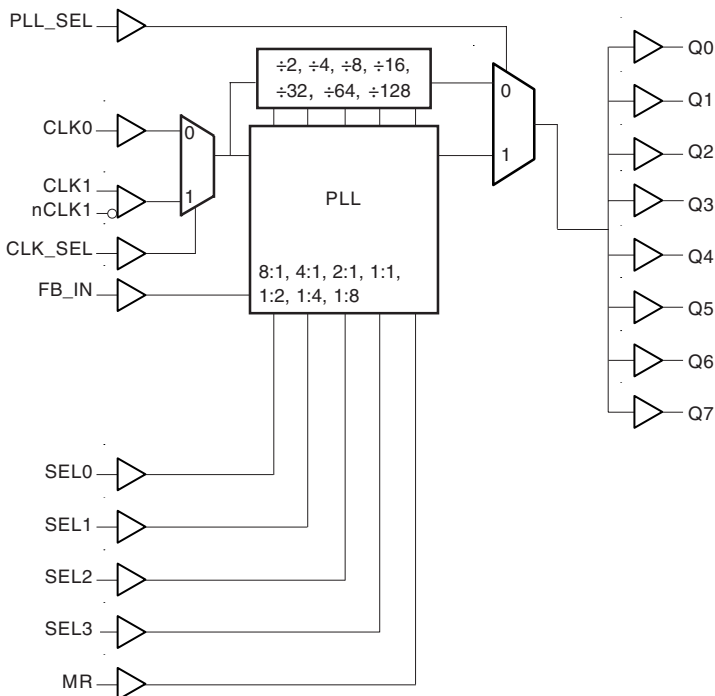 PLL_SEL
÷2, ÷4, ÷8, ÷16,
÷32, ÷64, ÷128
0
1
CLK0
0
CLK1
nCLK1
1
CLK_SEL
FB_IN
PLL
8:1, 4:1, 2:1, 1:1,
1:2, 1:4, 1:8
SEL0
SEL1
SEL2
SEL3
MR
Q0
Q1
Q2
Q3
Q4
Q5
Q6
Q7